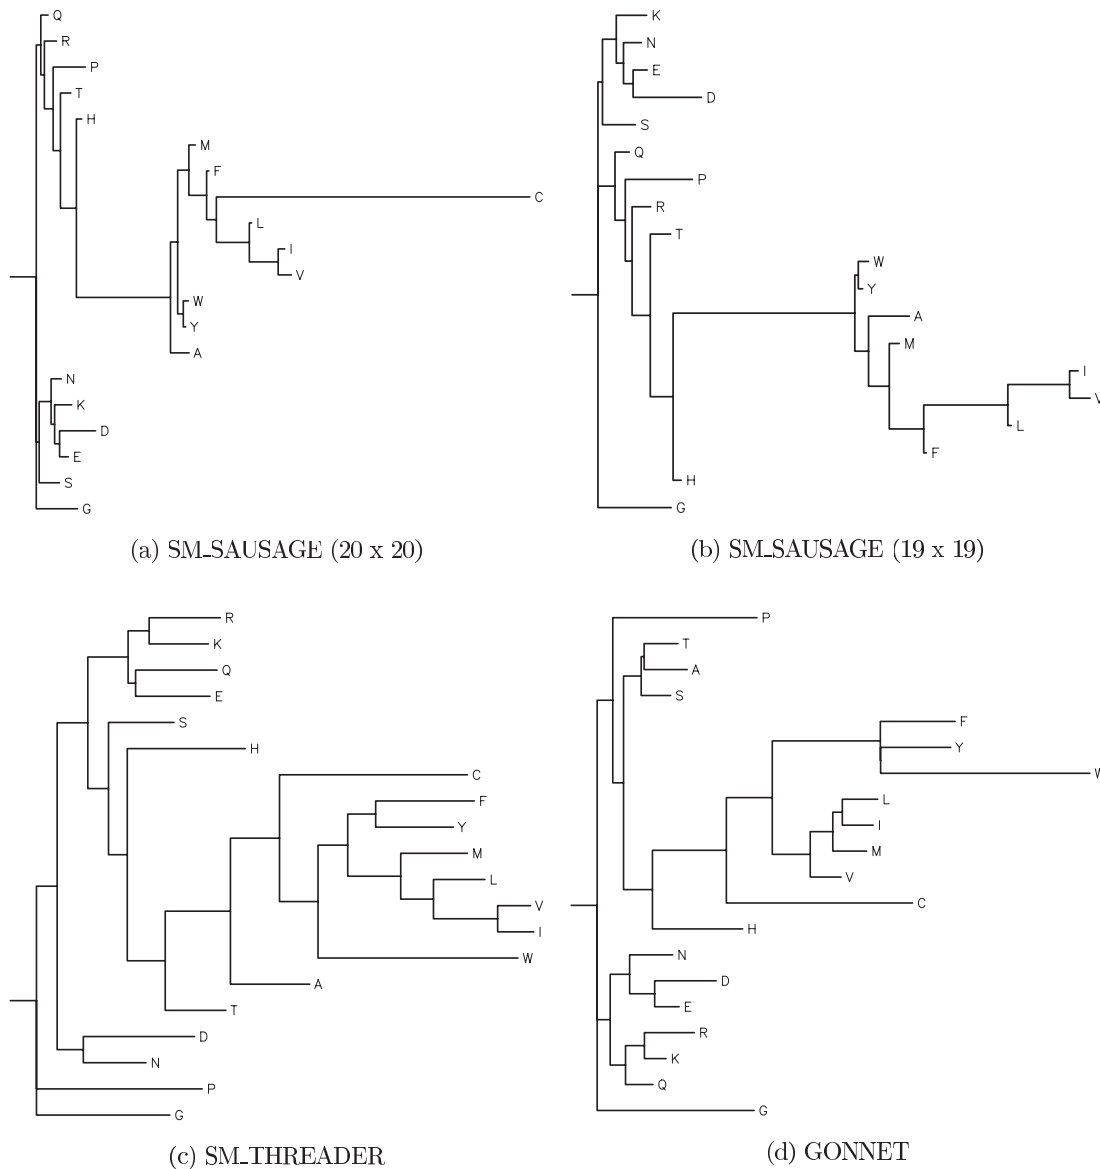 Q
R
P
T
H
M
F
C
L
I
V
W
Y
A
N
K
D
E
S
G
(a) SM_SAUSAGE (20 x 20)
K
N
E
D
S
Q
P
R
T
W
Y
A
M
I
V
L
F
H
G
(b) SM_SAUSAGE (19 x 19)
R
K
Q
E
S
H
C
F
Y
M
L
V
I
W
A
T
D
N
P
G
(c) SM_THREADER
P
T
A
S
F
Y
W
L
I
M
V
C
H
N
D
E
R
K
Q
G
(d) GONNET